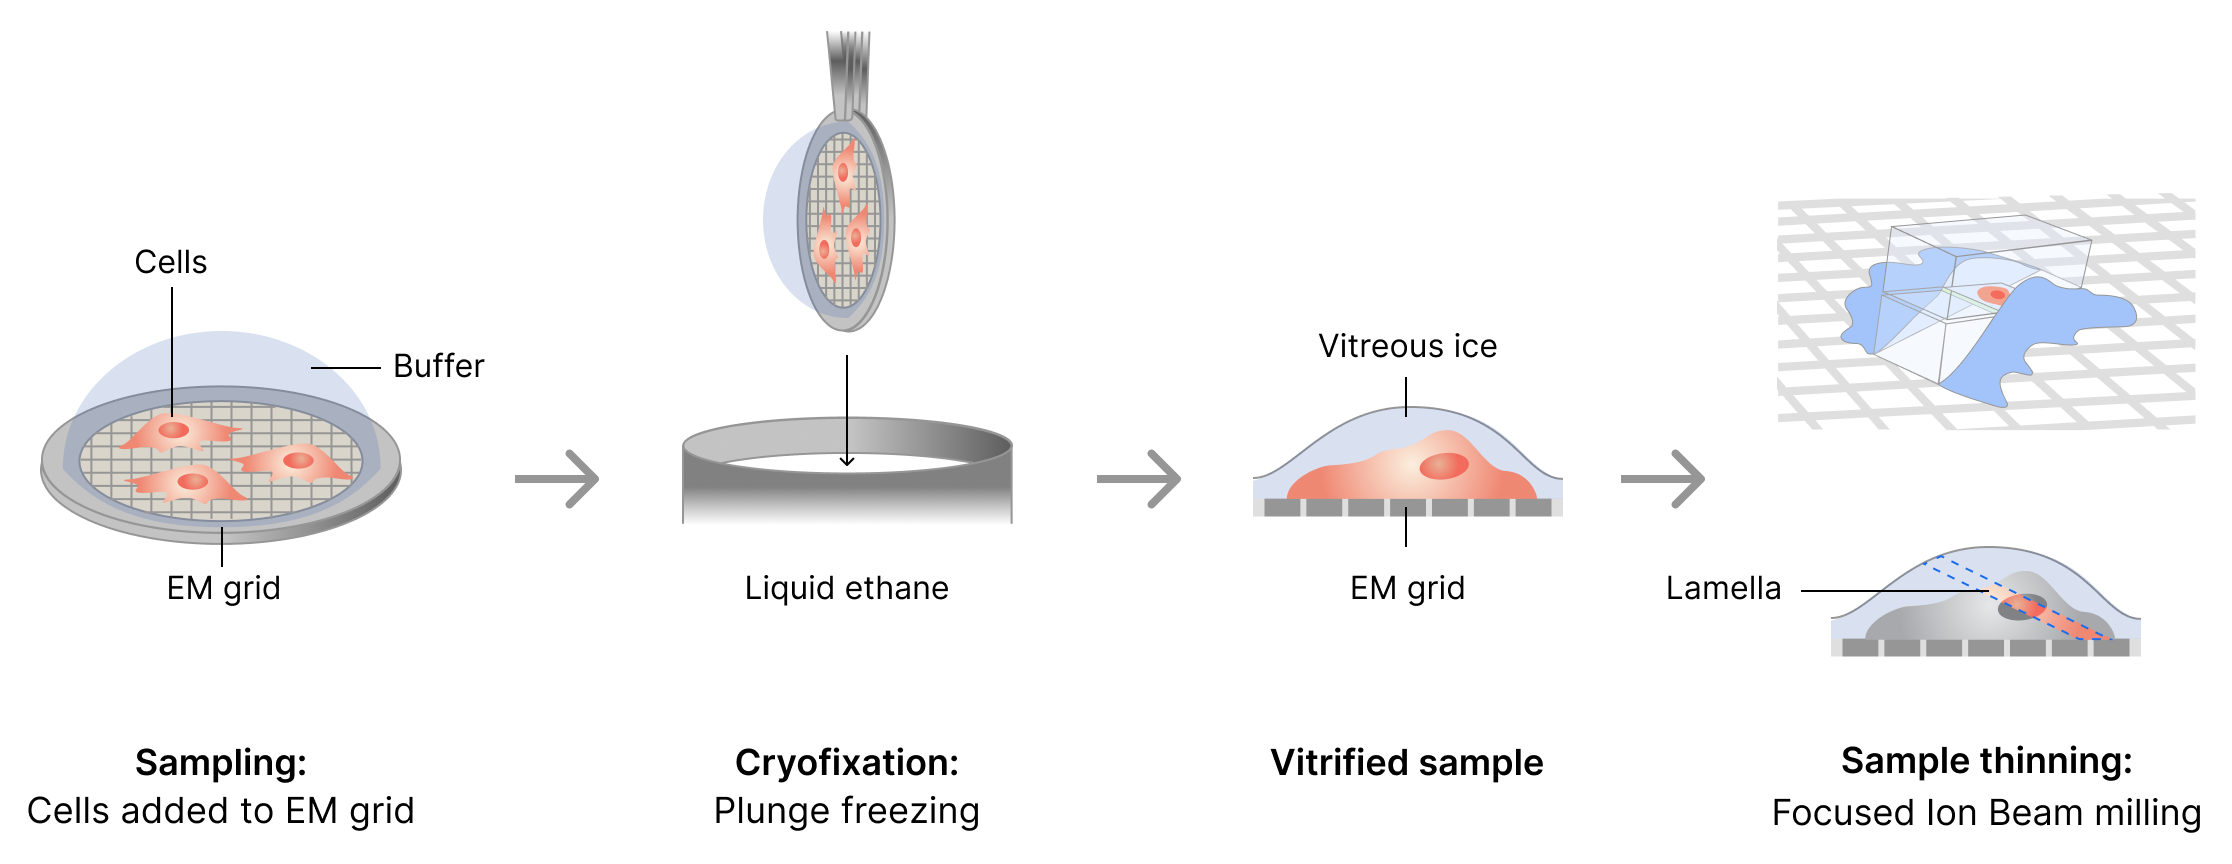 Cells
Buffer
EM grid
Liquid ethane
Vitreous ice
EM grid
Lamella
Sampling:
Cells added to EM grid
Cryofixation:
Plunge freezing
Vitrified sample
Sample thinning:
Focused Ion Beam milling